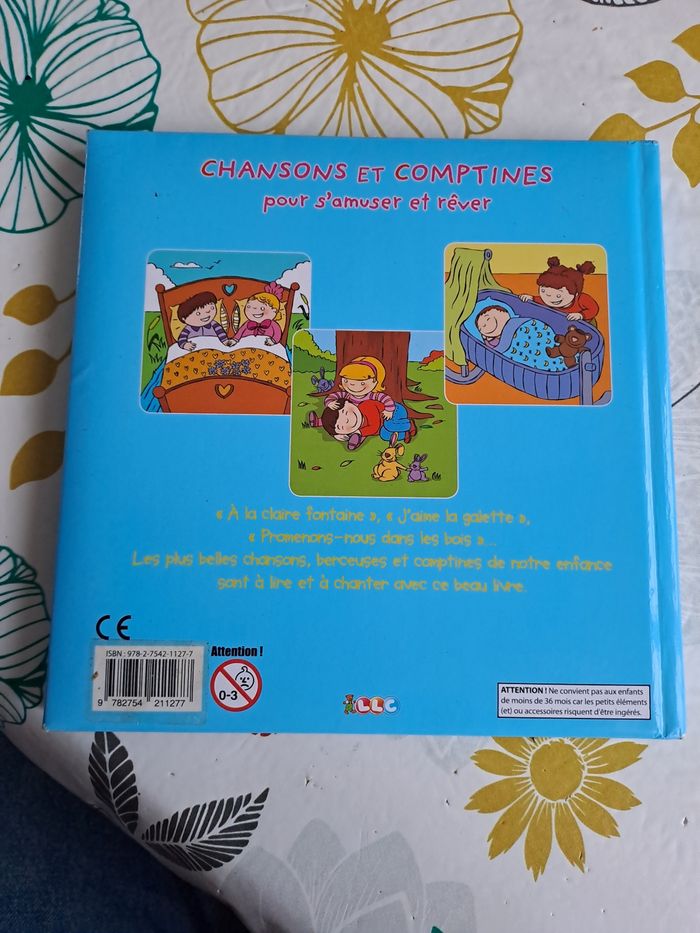 CHANSONS ET COMPTINES
pour s'amuser et rêver
« À la claire fontaine », « J'aime la galette »,
« Promenons-nous dans les bois »...
Les plus belles chansons, berceuses et comptines de notre enfance
sont à lire et à chanter avec ce beau livre.
CE
ISBN : 978-2-7542-1127-7
9 782754 211277
Attention !
0-3
LLC
ATTENTION ! Ne convient pas aux enfants
de moins de 36 mois car les petits éléments
(et) ou accessoires risquent d'être ingérés.